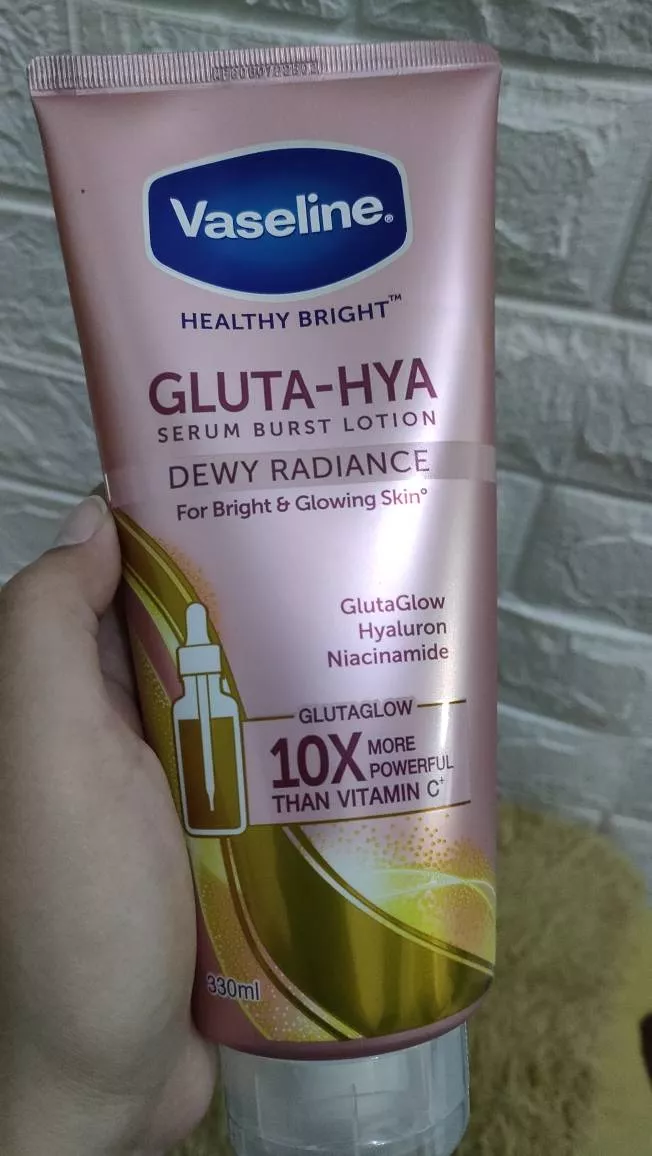 Vaseline®
HEALTHY BRIGHT™
GLUTA-HYA
SERUM BURST LOTION
DEWY RADIANCE
For Bright & Glowing Skin°
GlutaGlow
Hyaluron
Niacinamide
GLUTAGLOW
10X MORE
POWERFUL
THAN VITAMIN C⁺
330ml